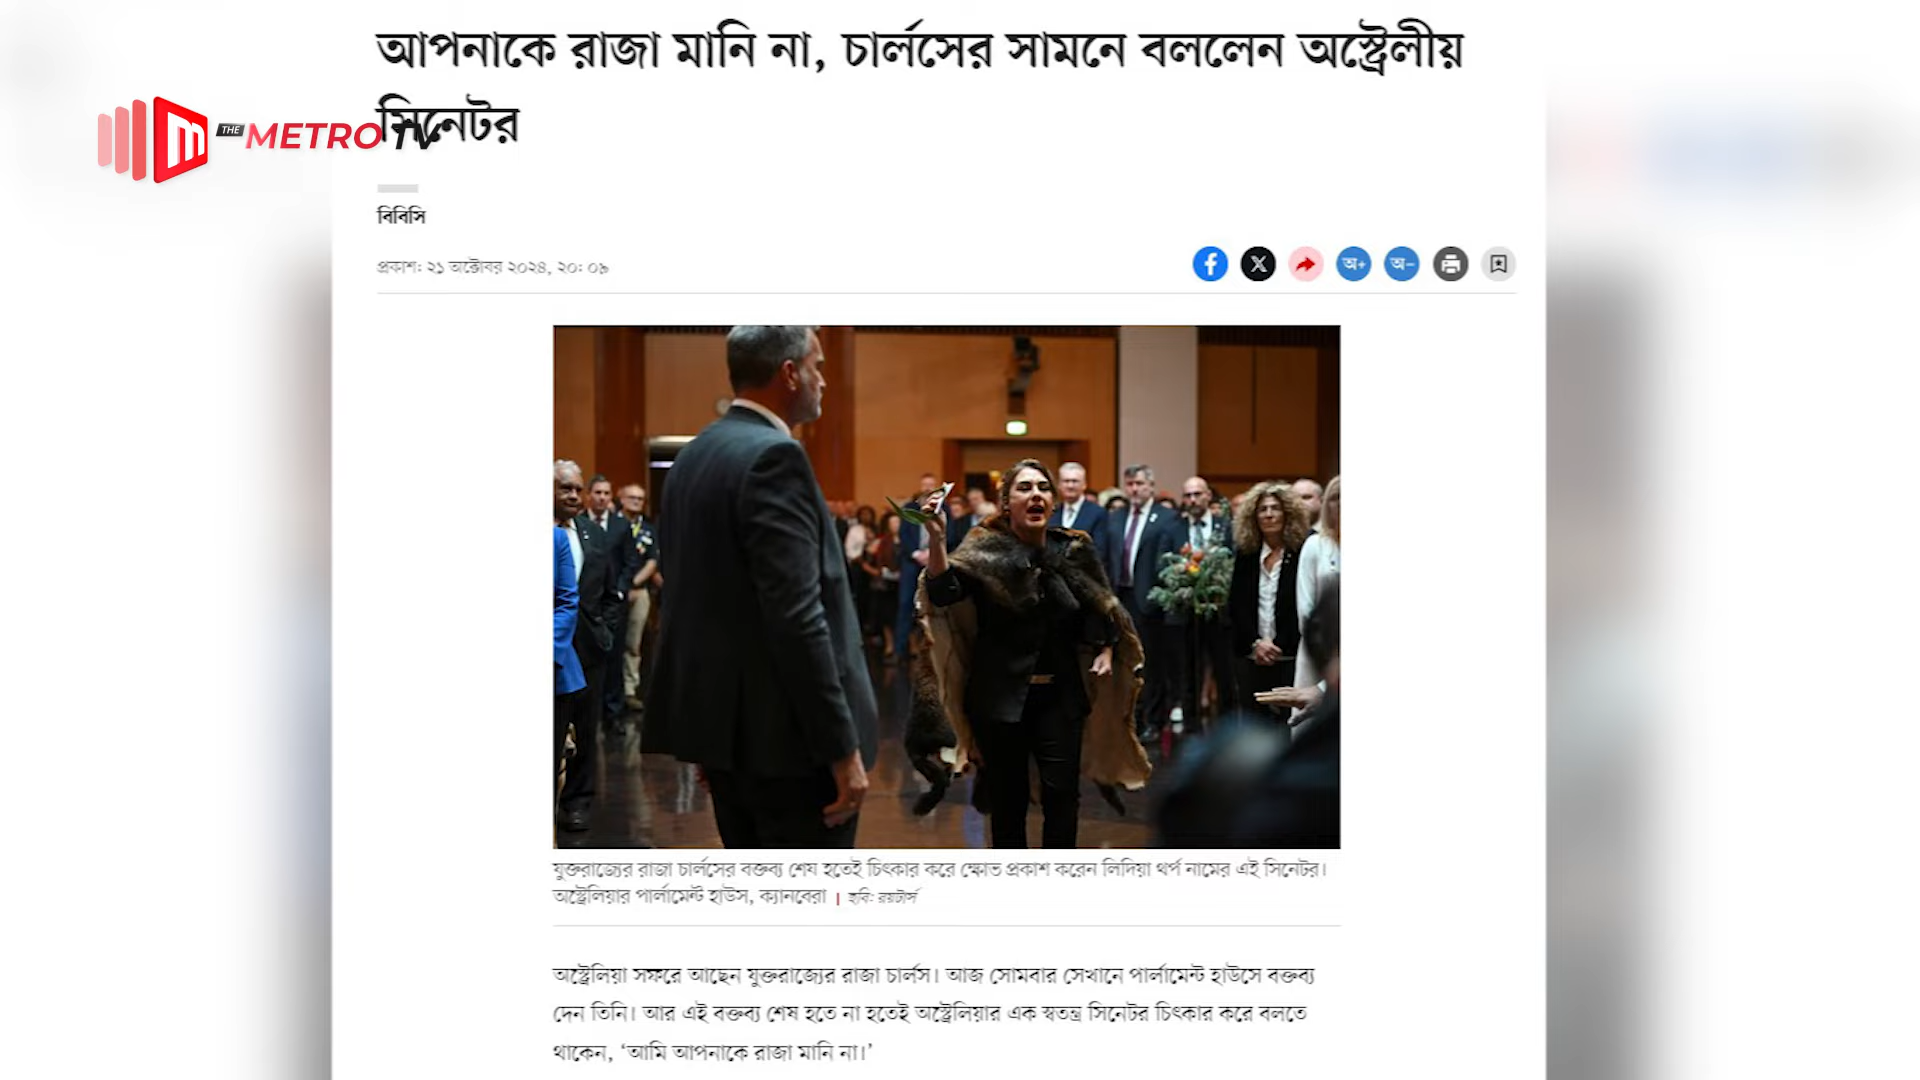 আপনাকে রাজা মানি না, চার্লসের সামনে বললেন অস্ট্রেলীয়
সিনেটর
THE METRO TV
বিবিসি
প্রকাশ: ২১ অক্টোবর ২০২৪, ২০: ০৯
অ+ অ−
যুক্তরাজ্যের রাজা চার্লসের বক্তব্য শেষ হতেই চিৎকার করে ক্ষোভ প্রকাশ করেন লিদিয়া থর্প নামের এই সিনেটর।
অস্ট্রেলিয়ার পার্লামেন্ট হাউস, ক্যানবেরা | ছবি: রয়টার্স
অস্ট্রেলিয়া সফরে আছেন যুক্তরাজ্যের রাজা চার্লস। আজ সোমবার সেখানে পার্লামেন্ট হাউসে বক্তব্য
দেন তিনি। আর এই বক্তব্য শেষ হতে না হতেই অস্ট্রেলিয়ার এক স্বতন্ত্র সিনেটর চিৎকার করে বলতে
থাকেন, ‘আমি আপনাকে রাজা মানি না।’